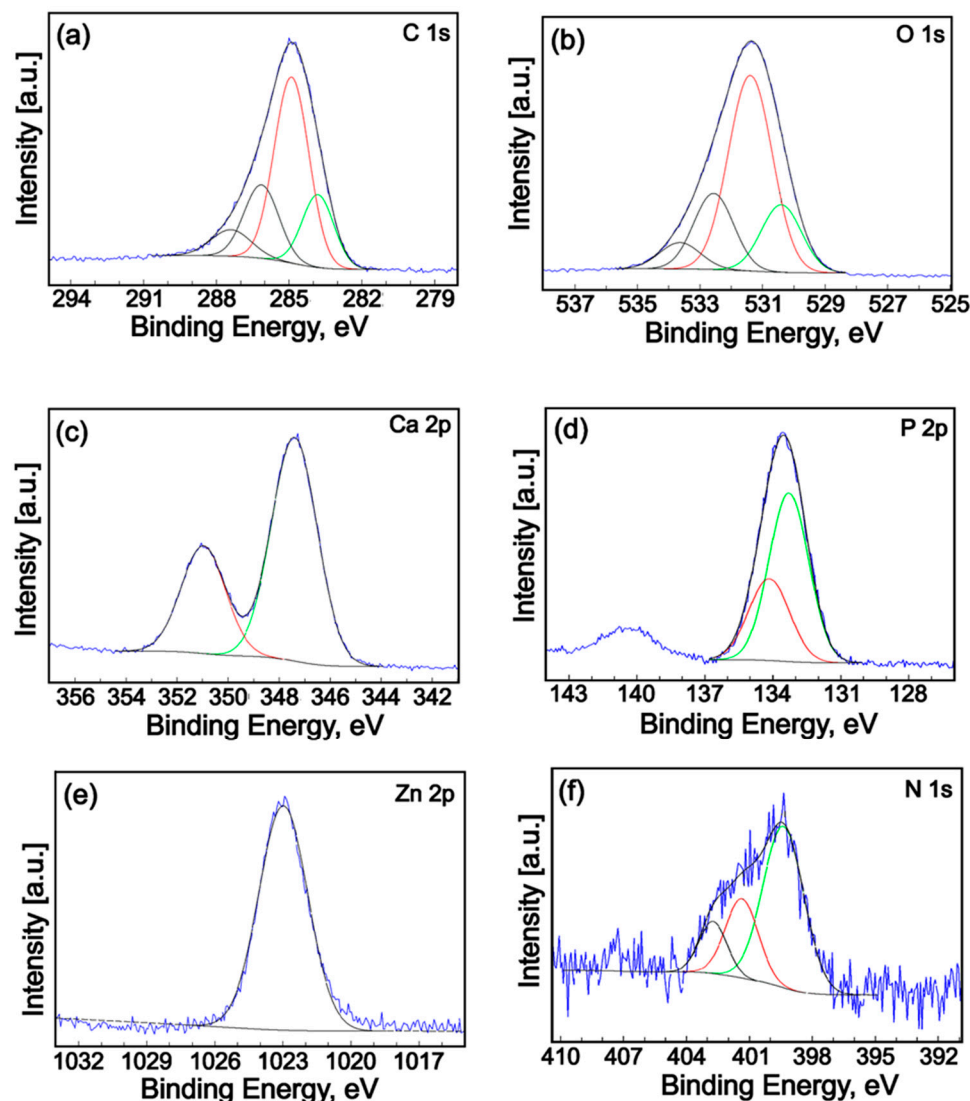 (a) C 1s
Intensity [a.u.]
294 291 288 285 282 279
Binding Energy, eV
(b) O 1s
Intensity [a.u.]
537 535 533 531 529 527 525
Binding Energy, eV
(c) Ca 2p
Intensity [a.u.]
356 354 352 350 348 346 344 342
Binding Energy, eV
(d) P 2p
Intensity [a.u.]
143 140 137 134 131 128
Binding Energy, eV
(e) Zn 2p
Intensity [a.u.]
1032 1029 1026 1023 1020 1016
Binding Energy, eV
(f) N 1s
Intensity [a.u.]
410 407 404 401 398 395 392
Binding Energy, eV